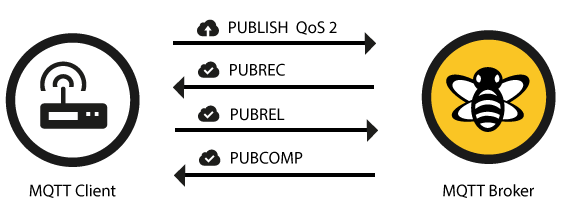 PUBLISH QoS 2
PUBREC
PUBREL
PUBCOMP
MQTT Client
MQTT Broker